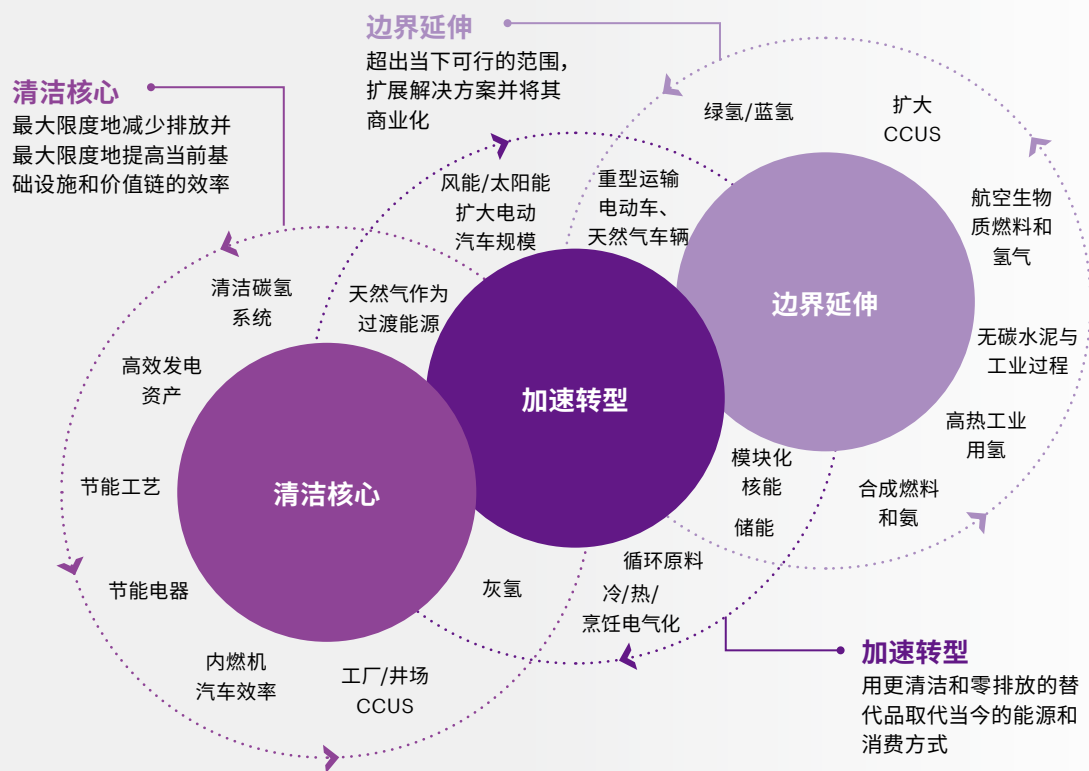 边界延伸
超出当下可行的范围，
扩展解决方案并将其
商业化
清洁核心
最大限度地减少排放并
最大限度地提高当前基
础设施和价值链的效率
绿氢/蓝氢
扩大
CCUS
风能/太阳能
扩大电动
汽车规模
重型运输
电动车、
天然气车辆
航空生物
质燃料和
氢气
清洁碳氢
系统
天然气作为
过渡能源
边界延伸
无碳水泥与
工业过程
高效发电
资产
加速转型
高热工业
用氢
节能工艺
清洁核心
模块化
核能
合成燃料
和氨
储能
节能电器
灰氢
循环原料
冷/热/
烹饪电气化
内燃机
汽车效率
工厂/井场
CCUS
加速转型
用更清洁和零排放的替
代品取代当今的能源和
消费方式